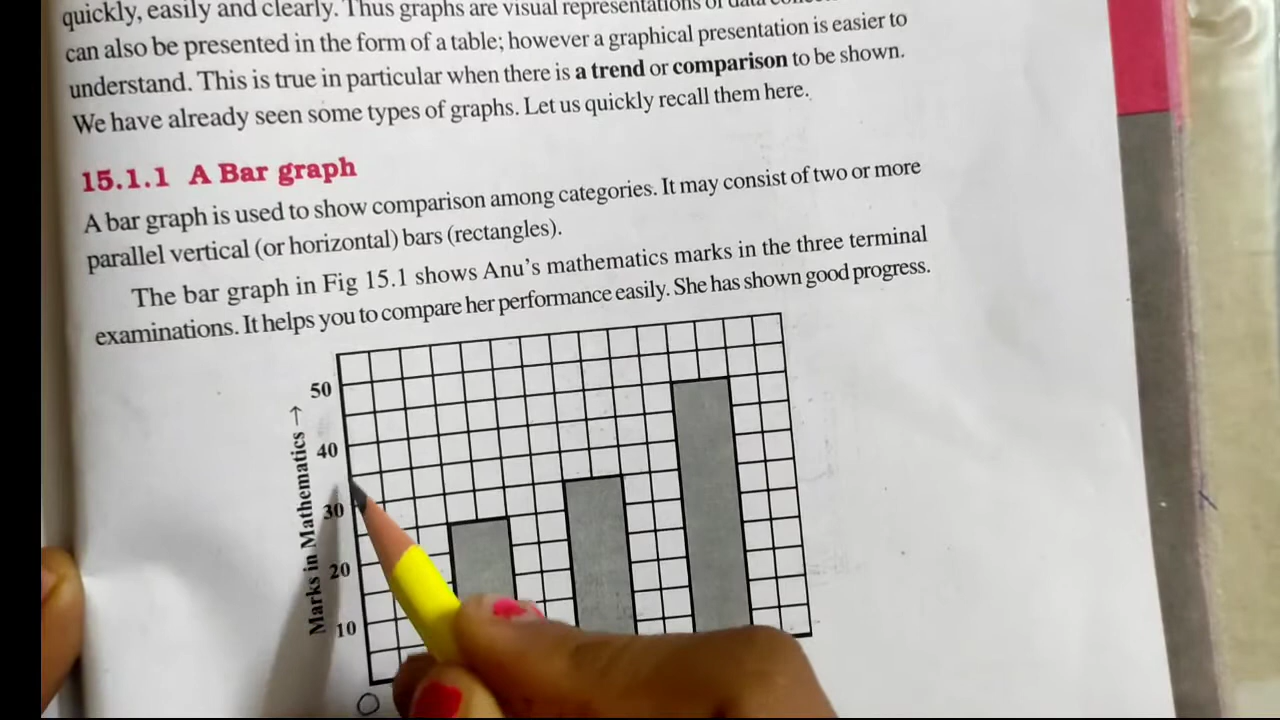 quickly, easily and clearly. Thus graphs are visual representations of data
can also be presented in the form of a table; however a graphical presentation is easier to
understand. This is true in particular when there is a trend or comparison to be shown.
We have already seen some types of graphs. Let us quickly recall them here.
15.1.1 A Bar graph
A bar graph is used to show comparison among categories. It may consist of two or more
parallel vertical (or horizontal) bars (rectangles).
The bar graph in Fig 15.1 shows Anu's mathematics marks in the three terminal
examinations. It helps you to compare her performance easily. She has shown good progress.
Marks in Mathematics →
50
40
30
20
10
O